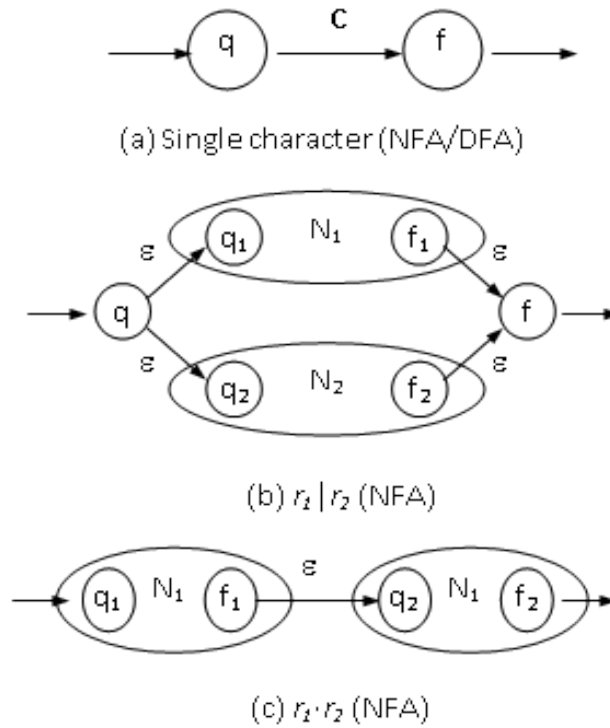 C
q f
(a) Single character (NFA/DFA)
q₁ N₁ f₁
ε ε
q f
ε ε
q₂ N₂ f₂
(b) r₁|r₂ (NFA)
ε
q₁ N₁ f₁ q₂ N₁ f₂
(c) r₁·r₂ (NFA)